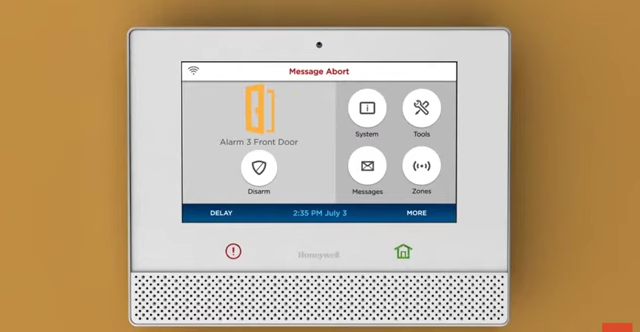 Message Abort
Alarm 3 Front Door
Disarm
System
Tools
Messages
Zones
DELAY
2:35 PM July 3
MORE
Honeywell